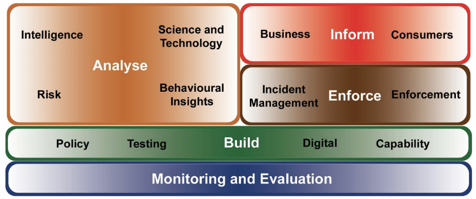 Intelligence
Science and
Technology
Analyse
Risk
Behavioural
Insights
Business Inform Consumers
Incident
Management
Enforce Enforcement
Policy Testing Build Digital Capability
Monitoring and Evaluation